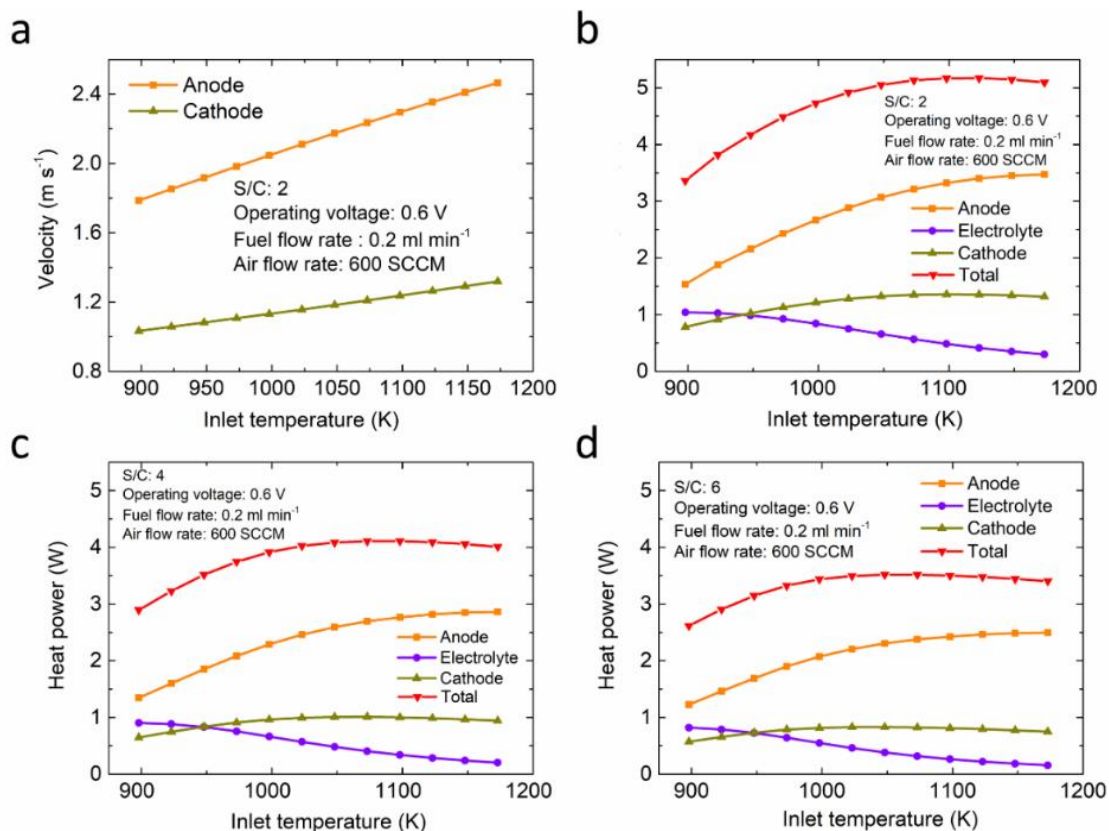 a
2.4
2.0
1.6
1.2
0.8
Velocity (m s⁻¹)
Anode
Cathode
S/C: 2
Operating voltage: 0.6 V
Fuel flow rate : 0.2 ml min⁻¹
Air flow rate: 600 SCCM
900 950 1000 1050 1100 1150 1200
Inlet temperature (K)
b
5
4
3
2
1
0
S/C: 2
Operating voltage: 0.6 V
Fuel flow rate: 0.2 ml min⁻¹
Air flow rate: 600 SCCM
Anode
Electrolyte
Cathode
Total
900 1000 1100 1200
Inlet temperature (K)
c
5
4
3
2
1
0
Heat power (W)
S/C: 4
Operating voltage: 0.6 V
Fuel flow rate: 0.2 ml min⁻¹
Air flow rate: 600 SCCM
Anode
Electrolyte
Cathode
Total
900 1000 1100 1200
Inlet temperature (K)
d
5
4
3
2
1
0
Heat power (W)
S/C: 6
Operating voltage: 0.6 V
Fuel flow rate: 0.2 ml min⁻¹
Air flow rate: 600 SCCM
Anode
Electrolyte
Cathode
Total
900 1000 1100 1200
Inlet temperature (K)